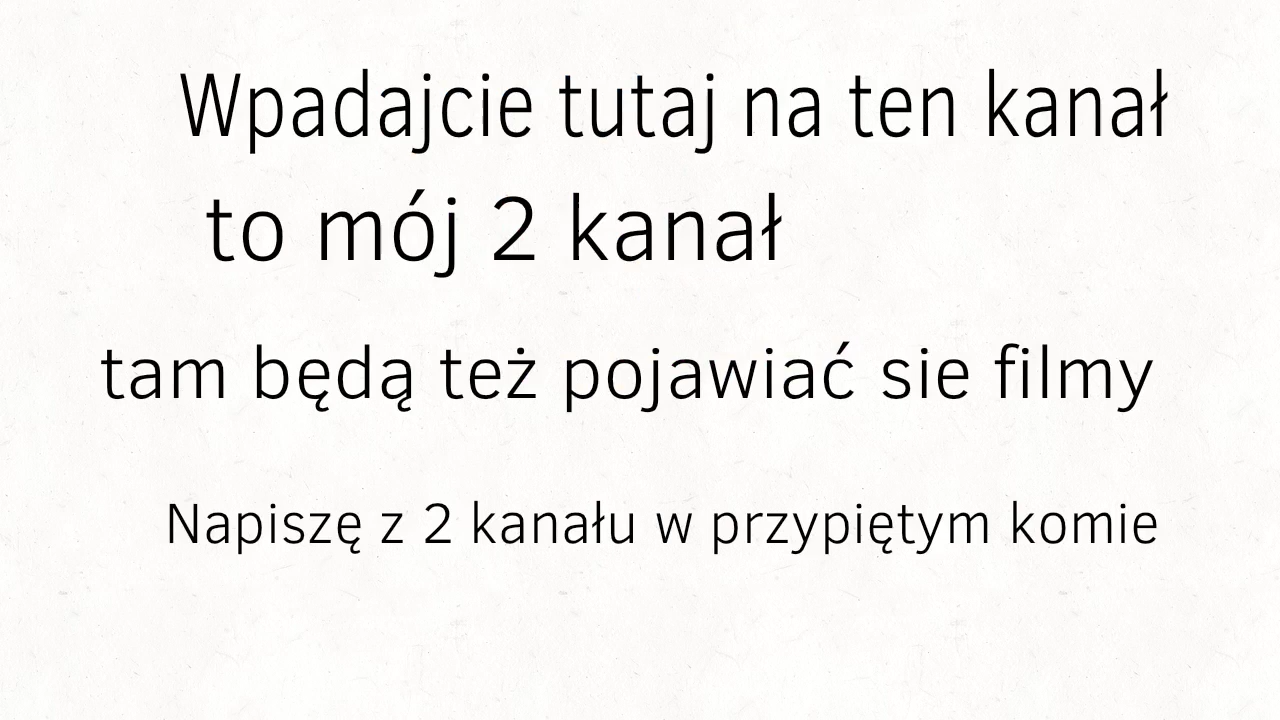 Wpadajcie tutaj na ten kanał
to mój 2 kanał
tam będą też pojawiać sie filmy
Napiszę z 2 kanału w przypiętym komie